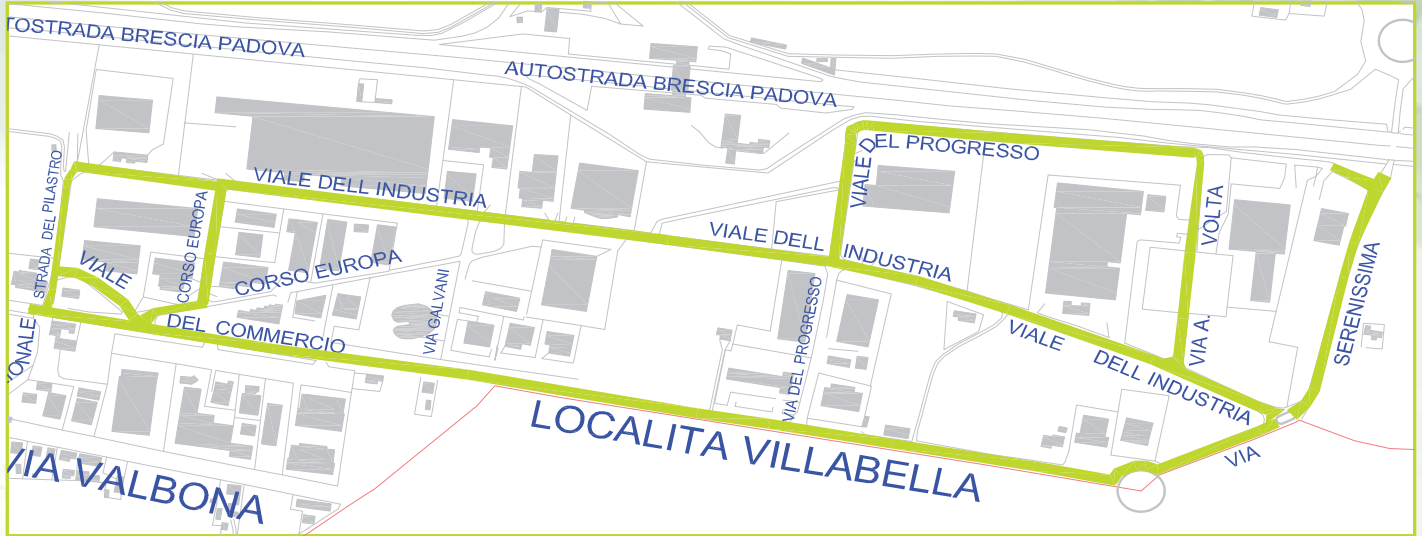 TOSTRADA BRESCIA PADOVA
AUTOSTRADA BRESCIA PADOVA
VIALE DEL PROGRESSO
STRADA DEL PILASTRO
VIALE DELL INDUSTRIA
CORSO EUROPA
VIALE
CORSO EUROPA
VIALE DELL INDUSTRIA
VIA A. VOLTA
SERENISSIMA
VIA GALVANI
VIA DEL PROGRESSO
DEL COMMERCIO
IONALE
VIALE DELL INDUSTRIA
LOCALITA VILLABELLA
VIA
VIA VALBONA